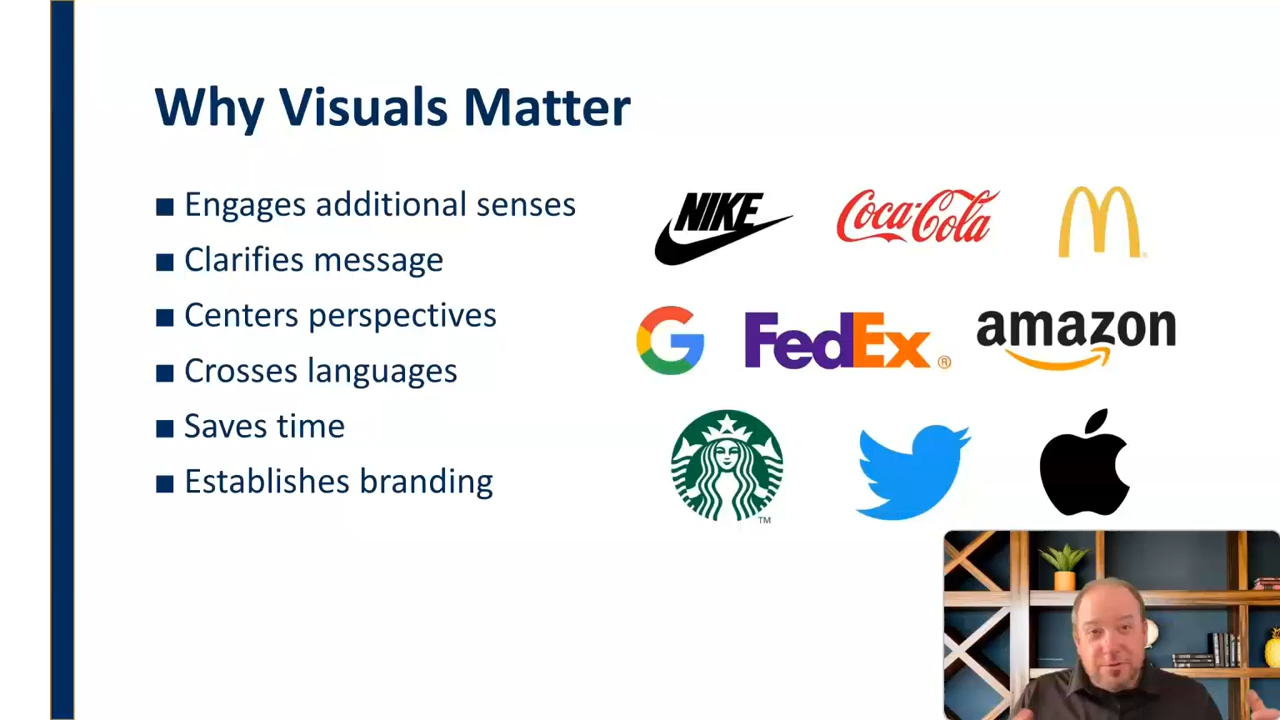 Why Visuals Matter
■ Engages additional senses
■ Clarifies message
■ Centers perspectives
■ Crosses languages
■ Saves time
■ Establishes branding
NIKE
Coca-Cola
M
®
G
FedEx ®
amazon
TM